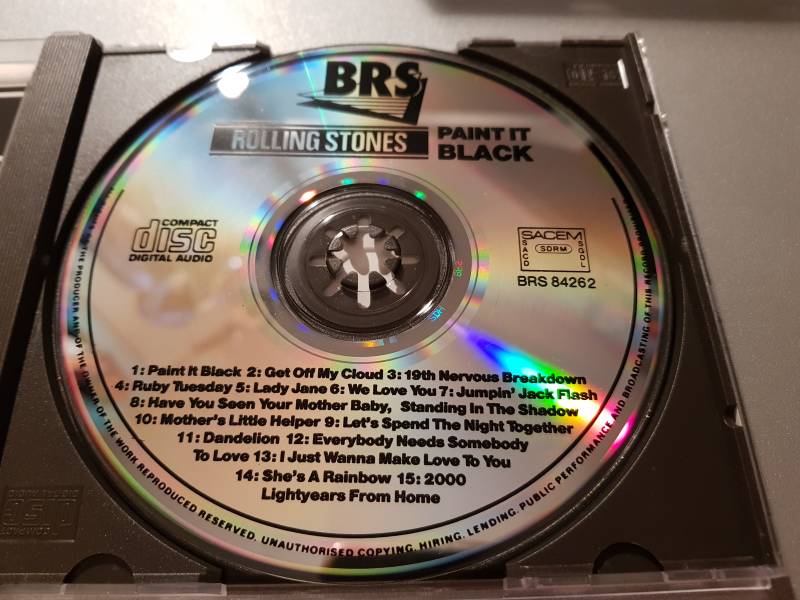 BRS
ROLLING STONES PAINT IT
BLACK
COMPACT
disc
DIGITAL AUDIO
SACEM
SACD SDRM SGDL
BRS 84262
1: Paint It Black 2: Get Off My Cloud 3: 19th Nervous Breakdown
4: Ruby Tuesday 5: Lady Jane 6: We Love You 7: Jumpin' Jack Flash
8: Have You Seen Your Mother Baby, Standing In The Shadow
10: Mother's Little Helper 9: Let's Spend The Night Together
11: Dandelion 12: Everybody Needs Somebody
To Love 13: I Just Wanna Make Love To You
14: She's A Rainbow 15: 2000
Lightyears From Home
PRODUCER AND OF THE OWNER OF THE WORK REPRODUCED RESERVED. UNAUTHORISED COPYING, HIRING, LENDING, PUBLIC PERFORMANCE AND BROADCASTING OF THIS RECORD